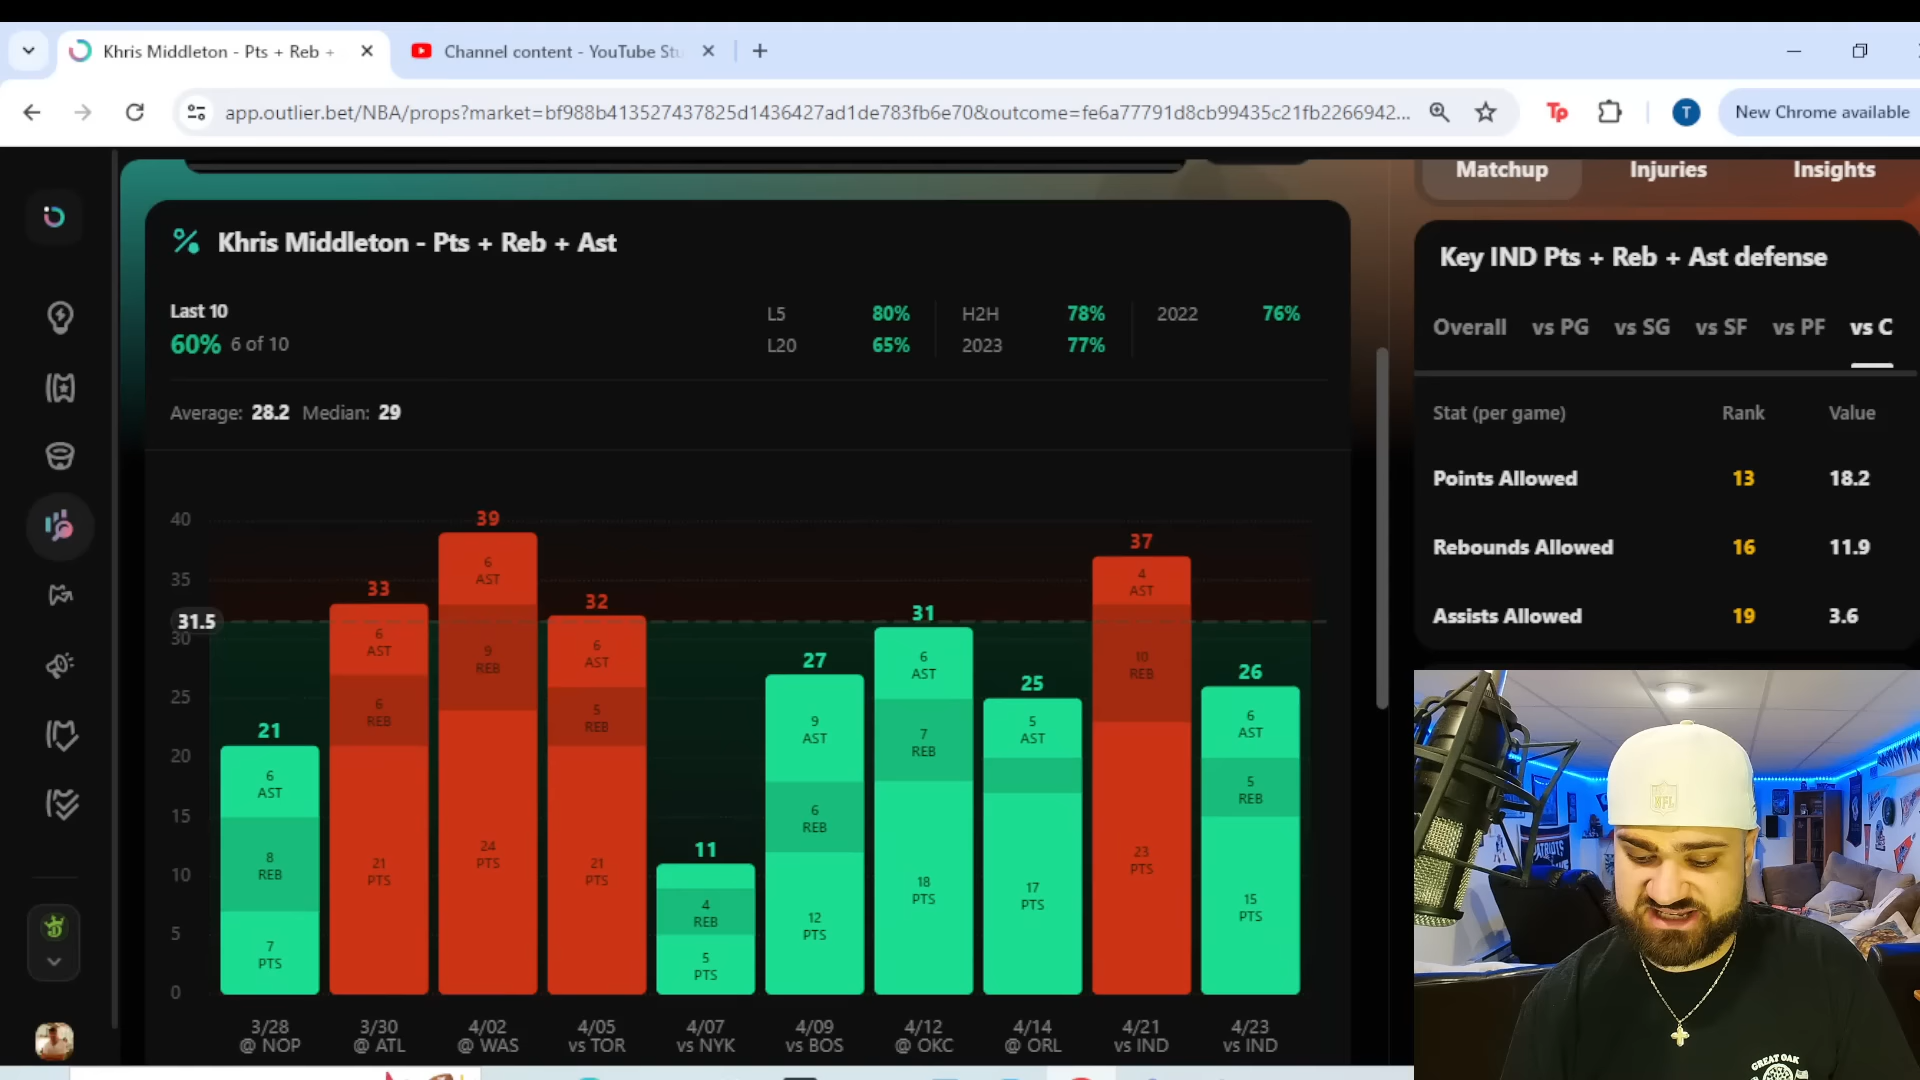 Khris Middleton - Pts + Reb +
Channel content - YouTube Stu
app.outlier.bet/NBA/props?market=bf988b413527437825d1436427ad1de783fb6e70&outcome=fe6a77791d8cb99435c21fb2266942...
Tp
T
New Chrome available
Matchup Injuries Insights
Khris Middleton - Pts + Reb + Ast
Last 10
60% 6 of 10
L5 80% H2H 78% 2022 76%
L20 65% 2023 77%
Average: 28.2 Median: 29
Key IND Pts + Reb + Ast defense
Overall vs PG vs SG vs SF vs PF vs C
Stat (per game) Rank Value
Points Allowed 13 18.2
Rebounds Allowed 16 11.9
Assists Allowed 19 3.6
40
35
31.5
30
25
20
15
10
5
0
21
6
AST
8
REB
7
PTS
33
6
AST
6
REB
21
PTS
39
6
AST
9
REB
24
PTS
32
6
AST
5
REB
21
PTS
11
4
REB
5
PTS
27
9
AST
6
REB
12
PTS
31
6
AST
7
REB
18
PTS
25
5
AST
17
PTS
37
4
AST
10
REB
23
PTS
26
6
AST
5
REB
15
PTS
3/28 3/30 4/02 4/05 4/07 4/09 4/12 4/14 4/21 4/23
@ NOP @ ATL @ WAS vs TOR vs NYK vs BOS @ OKC @ ORL vs IND vs IND
NFL
PATRIOTS
GREAT OAK